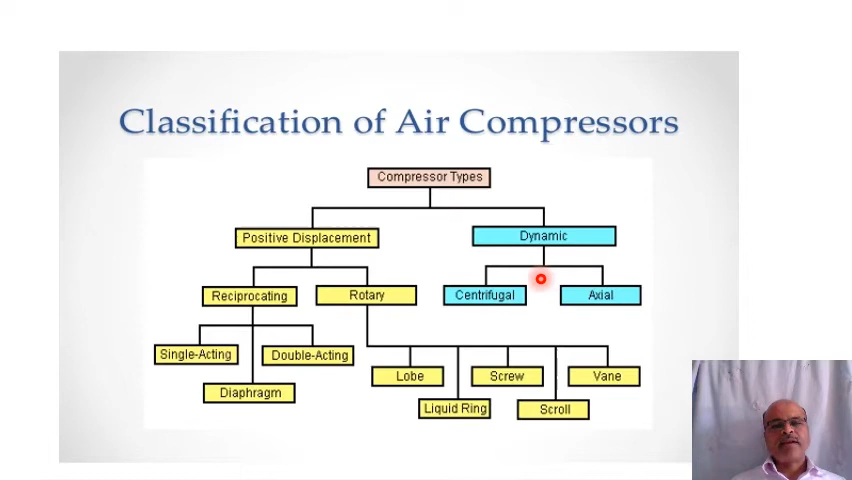 Classification of Air Compressors
Compressor Types
Positive Displacement
Dynamic
Reciprocating
Rotary
Centrifugal
Axial
Single-Acting
Double-Acting
Diaphragm
Lobe
Screw
Vane
Liquid Ring
Scroll